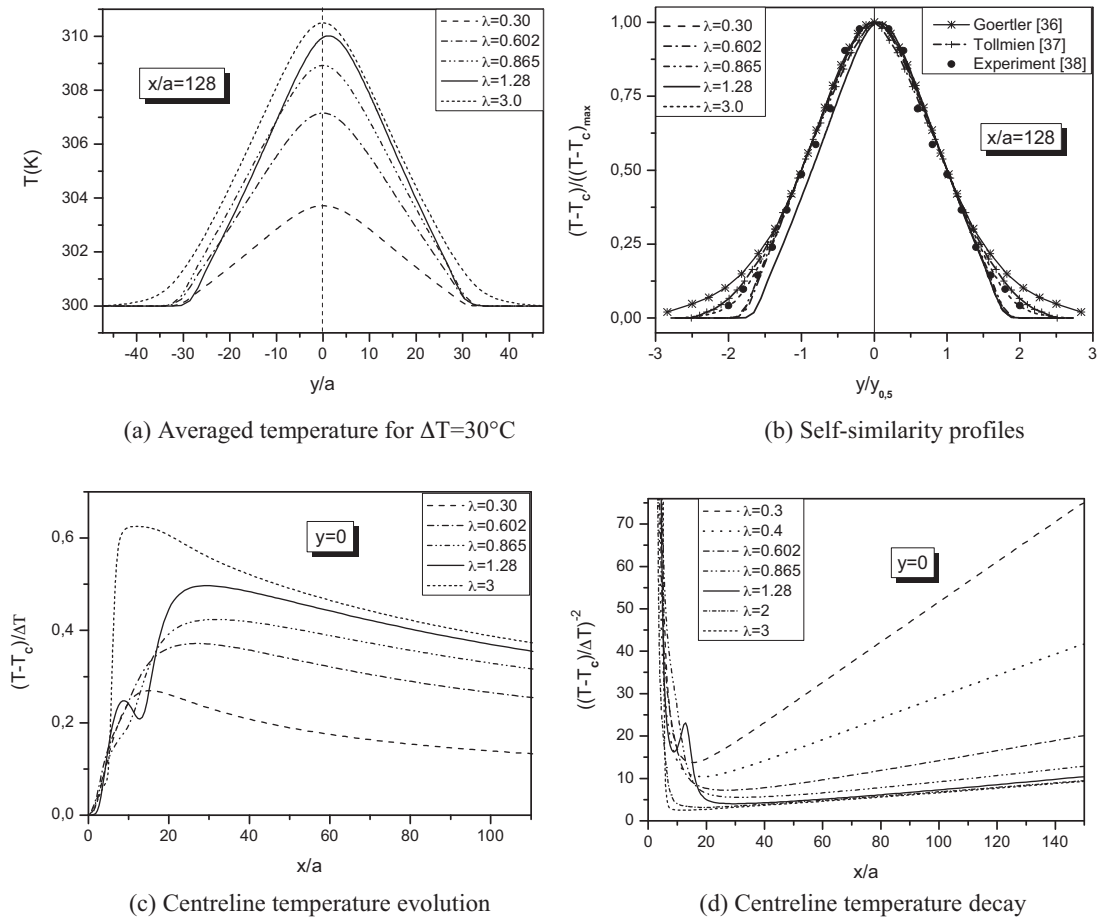 310
308
306
304
302
300
T(K)
x/a=128
λ=0.30
λ=0.602
λ=0.865
λ=1.28
λ=3.0
-40 -30 -20 -10 0 10 20 30 40
y/a
(a) Averaged temperature for ΔT=30°C
1,00
0,75
0,50
0,25
0,00
(T-Tc)/((T-Tc)max
λ=0.30
λ=0.602
λ=0.865
λ=1.28
λ=3.0
Goertler [36]
Tollmien [37]
Experiment [38]
x/a=128
-3 -2 -1 0 1 2 3
y/y0,5
(b) Self-similarity profiles
0,6
0,4
0,2
0,0
(T-Tc)/ΔT
y=0
λ=0.30
λ=0.602
λ=0.865
λ=1.28
λ=3
0 20 40 60 80 100
x/a
(c) Centreline temperature evolution
70
60
50
40
30
20
10
0
((T-Tc)/ΔT)-2
λ=0.3
λ=0.4
λ=0.602
λ=0.865
λ=1.28
λ=2
λ=3
y=0
0 20 40 60 80 100 120 140
x/a
(d) Centreline temperature decay